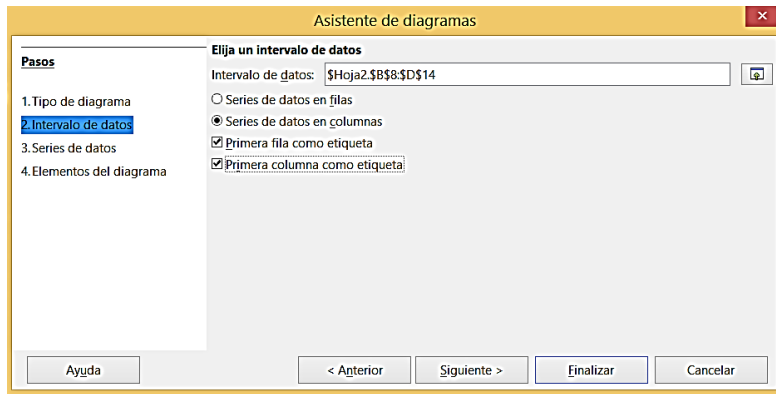 Asistente de diagramas
Pasos
1.Tipo de diagrama
2.Intervalo de datos
3.Series de datos
4.Elementos del diagrama
Elija un intervalo de datos
Intervalo de datos: $Hoja2.$B$8:$D$14
Series de datos en filas
Series de datos en columnas
Primera fila como etiqueta
Primera columna como etiqueta
Ayuda
< Anterior
Siguiente >
Finalizar
Cancelar